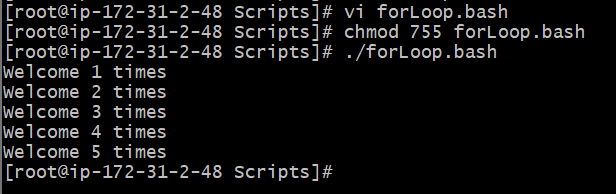 [root@ip-172-31-2-48 Scripts]# vi forLoop.bash
[root@ip-172-31-2-48 Scripts]# chmod 755 forLoop.bash
[root@ip-172-31-2-48 Scripts]# ./forLoop.bash
Welcome 1 times
Welcome 2 times
Welcome 3 times
Welcome 4 times
Welcome 5 times
[root@ip-172-31-2-48 Scripts]#